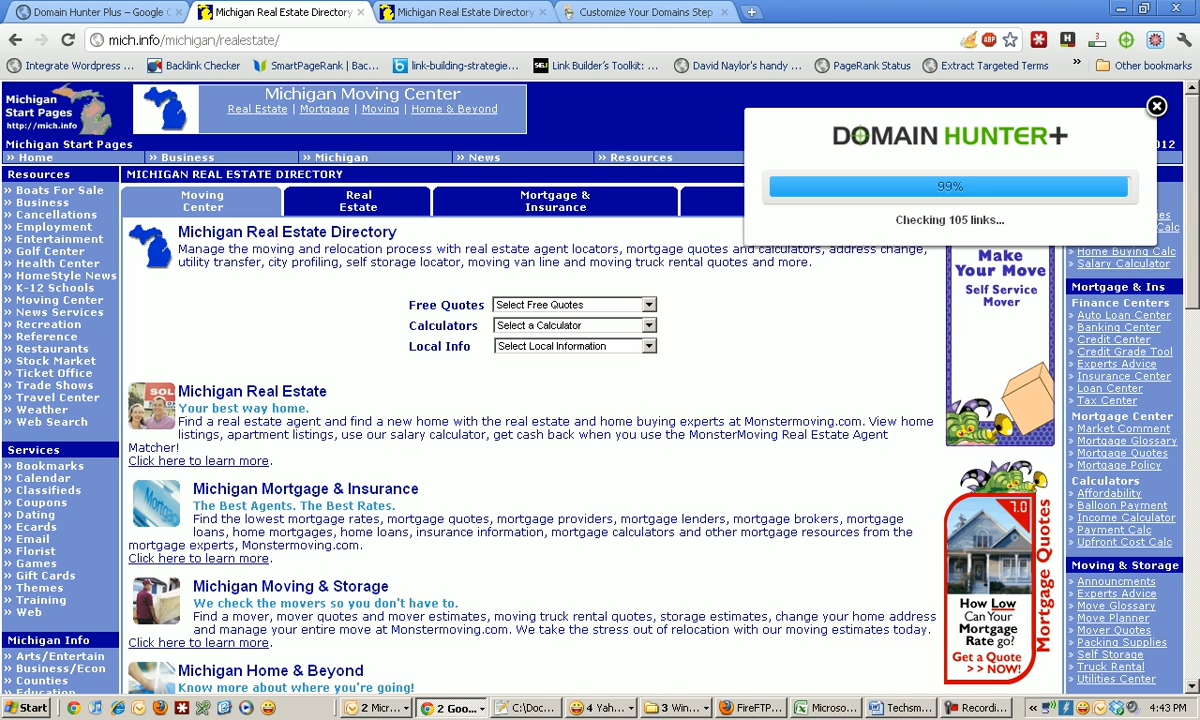 Domain Hunter Plus – Google C
Michigan Real Estate Directory
Michigan Real Estate Directory
Customize Your Domains Step
mich.info/michigan/realestate/
Integrate Wordpress ...
Backlink Checker
SmartPageRank | Bac...
link-building-strategie...
Link Builder's Toolkit: ...
David Naylor's handy ...
PageRank Status
Extract Targeted Terms
»
Other bookmarks
Michigan
Start Pages
http://mich.info
Michigan Moving Center
Real Estate | Mortgage | Moving | Home & Beyond
Michigan Start Pages
2012
» Home
» Business
» Michigan
» News
» Resources
DOMAIN HUNTER+
99%
Checking 105 links...
Resources
» Boats For Sale
» Business
» Cancellations
» Employment
» Entertainment
» Golf Center
» Health Center
» HomeStyle News
» K-12 Schools
» Moving Center
» News Services
» Recreation
» Reference
» Restaurants
» Stock Market
» Ticket Office
» Trade Shows
» Travel Center
» Weather
» Web Search
Services
» Bookmarks
» Calendar
» Classifieds
» Coupons
» Dating
» Ecards
» Email
» Florist
» Games
» Gift Cards
» Themes
» Training
» Web
Michigan Info
» Arts/Entertain
» Business/Econ
» Counties
» Education
MICHIGAN REAL ESTATE DIRECTORY
Moving
Center
Real
Estate
Mortgage &
Insurance
Michigan Real Estate Directory
Manage the moving and relocation process with real estate agent locators, mortgage quotes and calculators, address change,
utility transfer, city profiling, self storage locator, moving van line and moving truck rental quotes and more.
Free Quotes
Select Free Quotes
Calculators
Select a Calculator
Local Info
Select Local Information
SOL
Michigan Real Estate
Your best way home.
Find a real estate agent and find a new home with the real estate and home buying experts at Monstermoving.com. View home
listings, apartment listings, use our salary calculator, get cash back when you use the MonsterMoving Real Estate Agent
Matcher!
Click here to learn more.
Michigan Mortgage & Insurance
The Best Agents. The Best Rates.
Find the lowest mortgage rates, mortgage quotes, mortgage providers, mortgage lenders, mortgage brokers, mortgage
loans, home mortgages, home loans, insurance information, mortgage calculators and other mortgage resources from the
mortgage experts, Monstermoving.com.
Click here to learn more.
Michigan Moving & Storage
We check the movers so you don't have to.
Find a mover, mover quotes and mover estimates, moving truck rental quotes, storage estimates, change your home address
and manage your entire move at Monstermoving.com. We take the stress out of relocation with our moving estimates today.
Click here to learn more.
Michigan Home & Beyond
Know more about where you're going!
Make
Your Move
Self Service
Mover
7.0
How Low
Can Your
Mortgage
Rate go?
Get a Quote
>> NOW!
Mortgage Quotes
Calc
» Home Buying Calc
» Salary Calculator
Mortgage & Ins
Finance Centers
» Auto Loan Center
» Banking Center
» Credit Center
» Credit Grade Tool
» Experts Advice
» Insurance Center
» Loan Center
» Tax Center
Mortgage Center
» Market Comment
» Mortgage Glossary
» Mortgage Quotes
» Mortgage Policy
Calculators
» Affordability
» Balloon Payment
» Income Calculator
» Payment Calc
» Upfront Cost Calc
Moving & Storage
» Announcments
» Experts Advice
» Move Glossary
» Move Planner
» Mover Quotes
» Packing Supplies
» Self Storage
» Truck Rental
» Utilities Center
Start
2 Micr...
2 Goo...
C:\Doc...
4 Yah...
3 Win...
FireFTP...
Microso...
Techsm...
Recordi...
4:43 PM